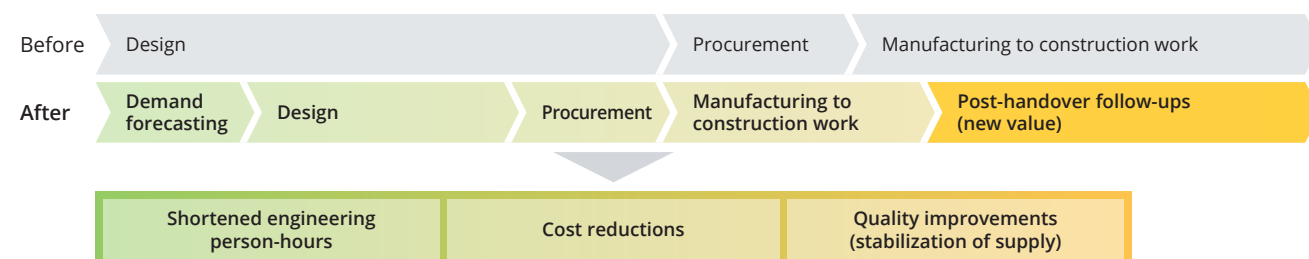 Before
Design
Procurement
Manufacturing to construction work
After
Demand
forecasting
Design
Procurement
Manufacturing to
construction work
Post-handover follow-ups
(new value)
Shortened engineering
person-hours
Cost reductions
Quality improvements
(stabilization of supply)